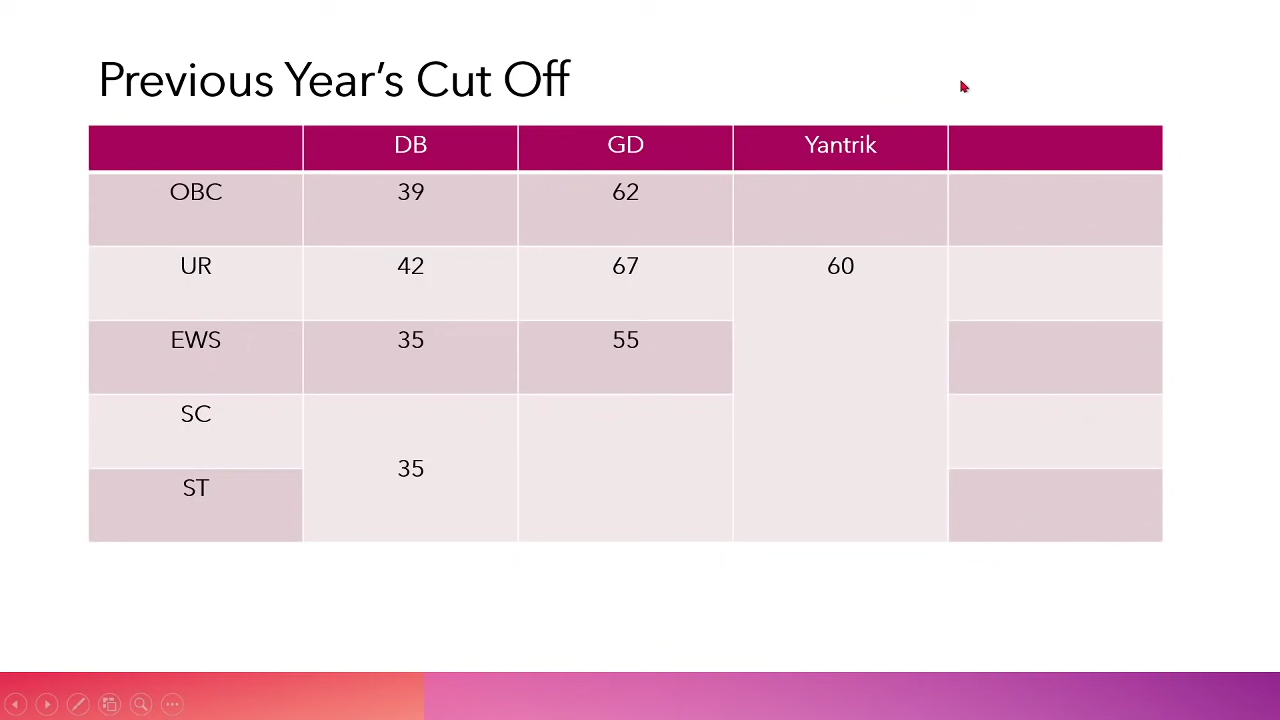 Previous Year's Cut Off
DB GD Yantrik
OBC 39 62
UR 42 67 60
EWS 35 55
SC
35
ST